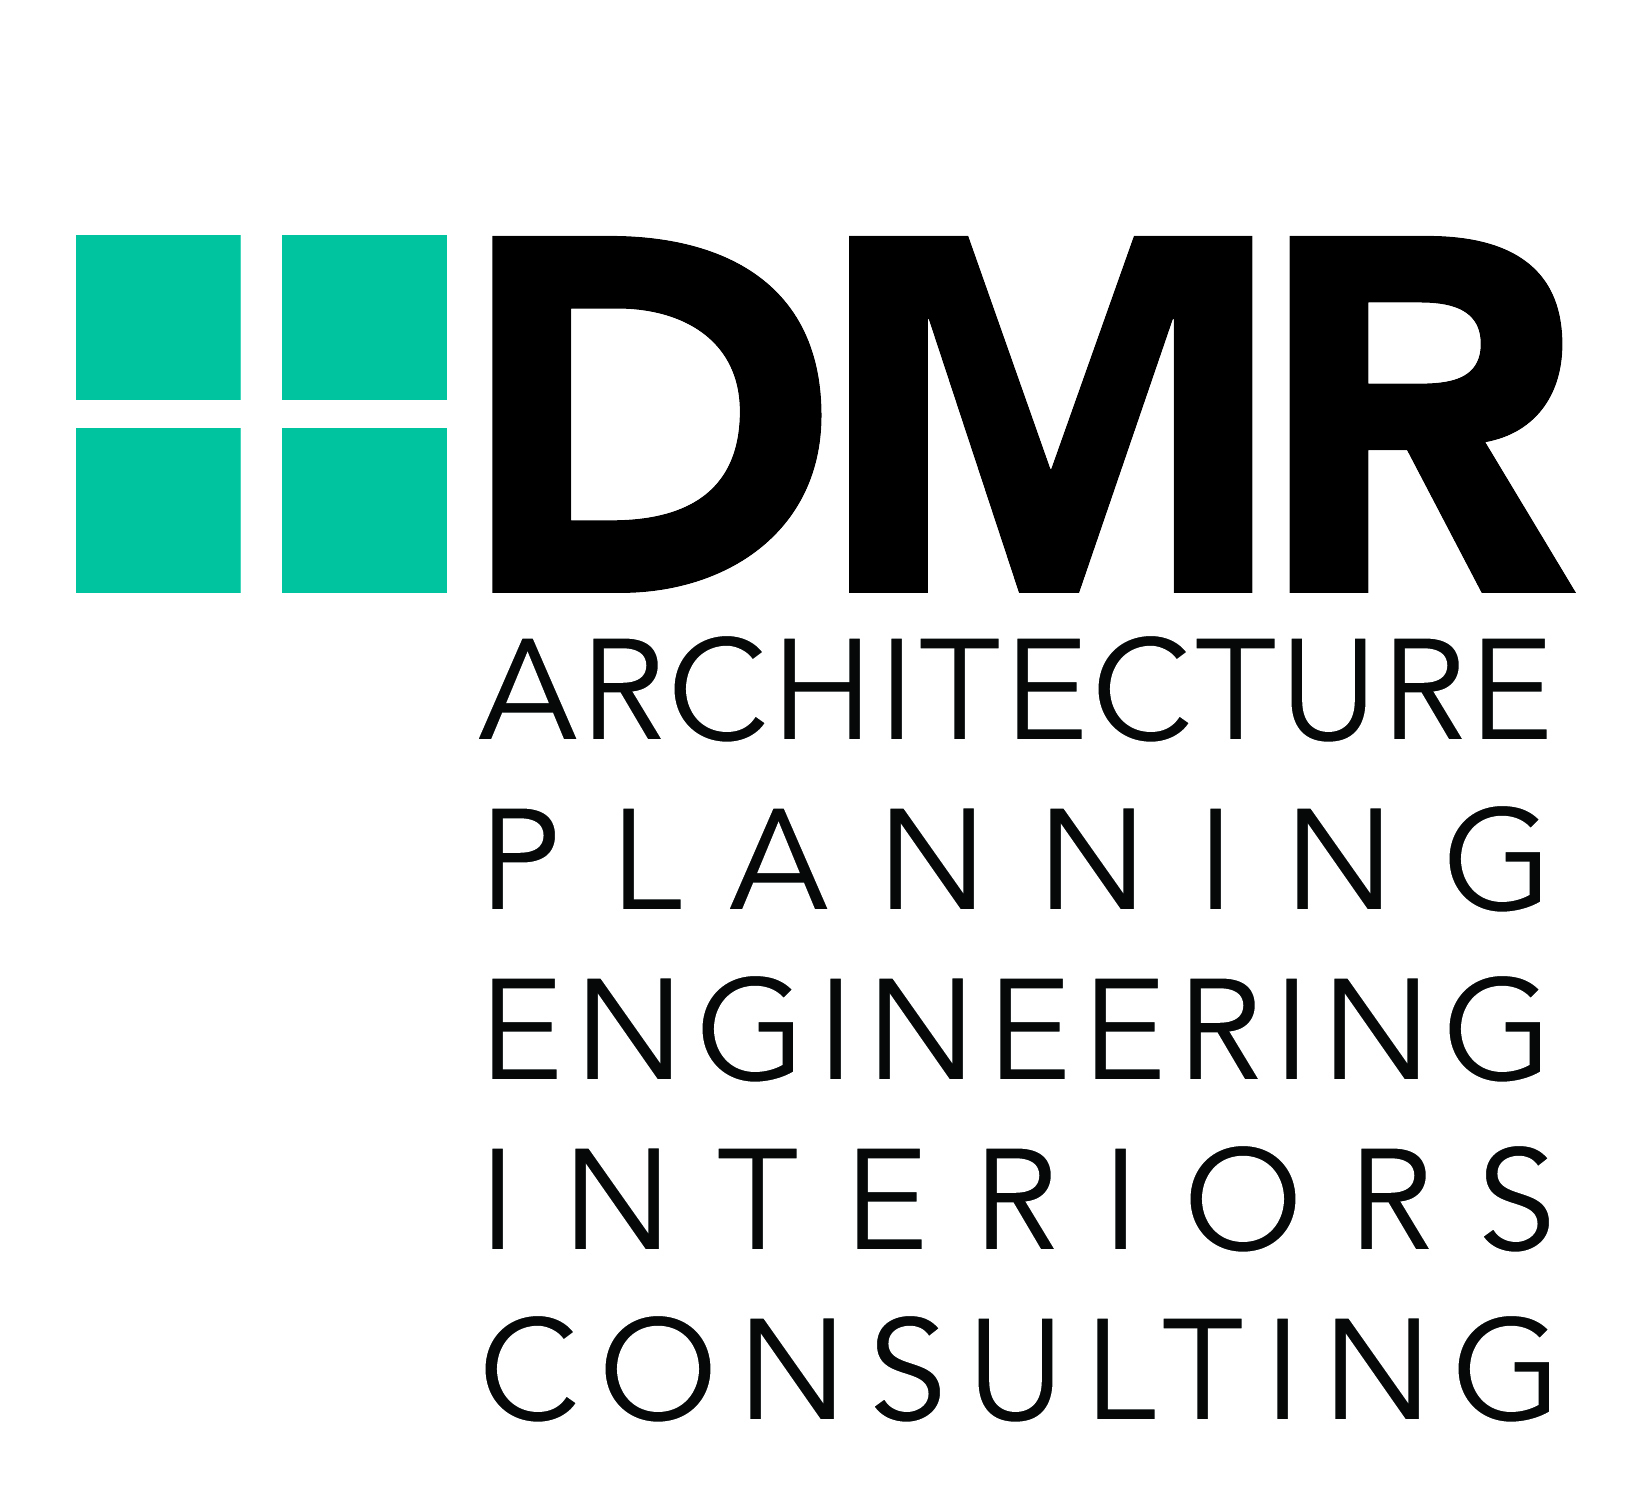 DMR
ARCHITECTURE
PLANNING
ENGINEERING
INTERIORS
CONSULTING